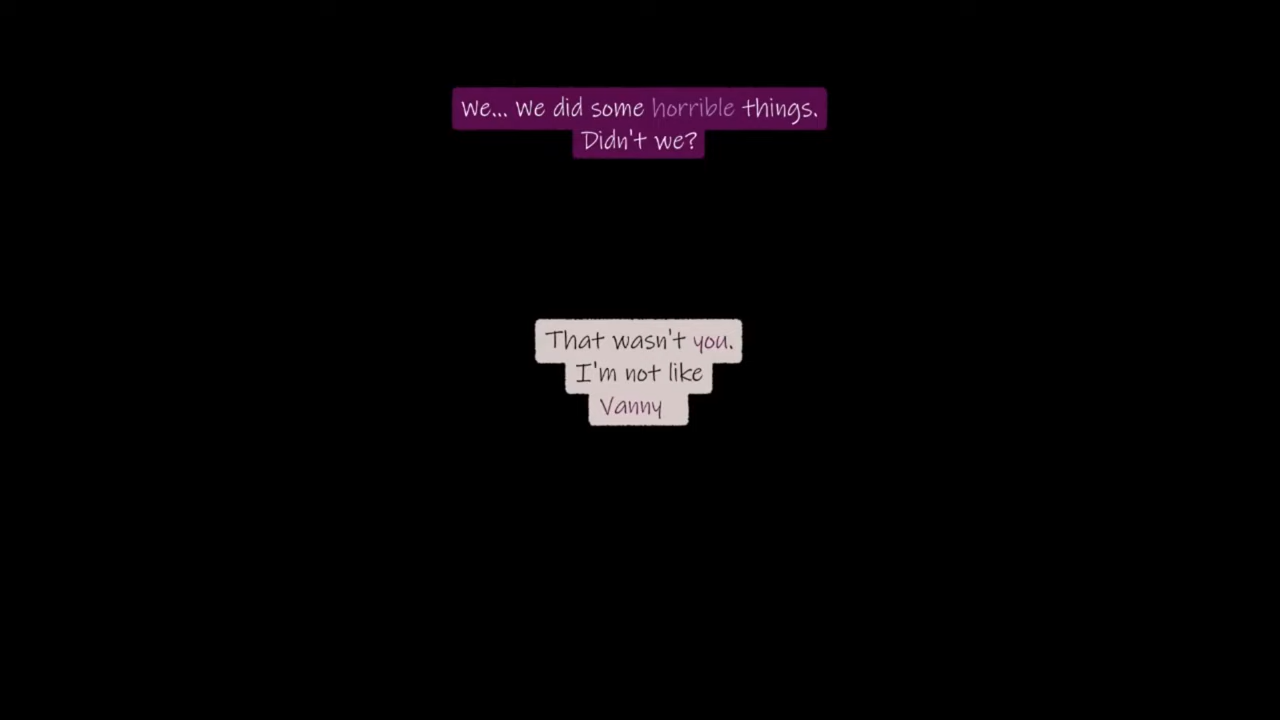 We... We did some horrible things.
Didn't we?
That wasn't you.
I'm not like
Vanny